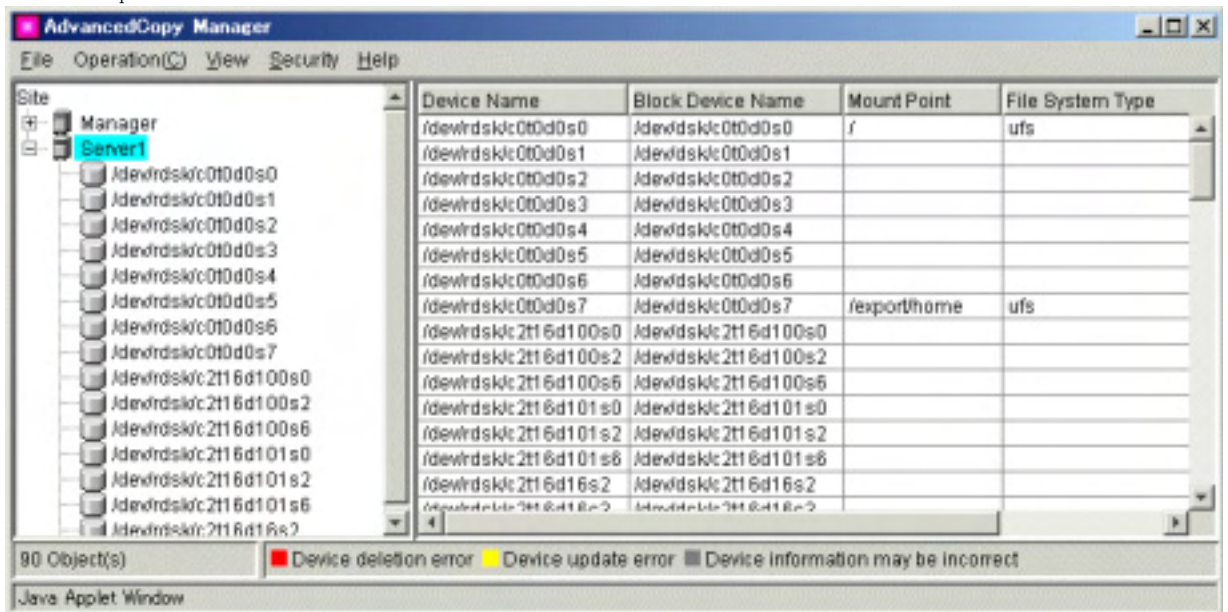 AdvancedCopy Manager
File Operation(C) View Security Help
Site
Manager
Server1
/dev/rdsk/c0t0d0s0
/dev/rdsk/c0t0d0s1
/dev/rdsk/c0t0d0s2
/dev/rdsk/c0t0d0s3
/dev/rdsk/c0t0d0s4
/dev/rdsk/c0t0d0s5
/dev/rdsk/c0t0d0s6
/dev/rdsk/c0t0d0s7
/dev/rdsk/c2t16d100s0
/dev/rdsk/c2t16d100s2
/dev/rdsk/c2t16d100s6
/dev/rdsk/c2t16d101s0
/dev/rdsk/c2t16d101s2
/dev/rdsk/c2t16d101s6
/dev/rdsk/c2t16d16s2
Device Name Block Device Name Mount Point File System Type
/dev/rdsk/c0t0d0s0 /dev/dsk/c0t0d0s0 / ufs
/dev/rdsk/c0t0d0s1 /dev/dsk/c0t0d0s1
/dev/rdsk/c0t0d0s2 /dev/dsk/c0t0d0s2
/dev/rdsk/c0t0d0s3 /dev/dsk/c0t0d0s3
/dev/rdsk/c0t0d0s4 /dev/dsk/c0t0d0s4
/dev/rdsk/c0t0d0s5 /dev/dsk/c0t0d0s5
/dev/rdsk/c0t0d0s6 /dev/dsk/c0t0d0s6
/dev/rdsk/c0t0d0s7 /dev/dsk/c0t0d0s7 /export/home ufs
/dev/rdsk/c2t16d100s0 /dev/dsk/c2t16d100s0
/dev/rdsk/c2t16d100s2 /dev/dsk/c2t16d100s2
/dev/rdsk/c2t16d100s6 /dev/dsk/c2t16d100s6
/dev/rdsk/c2t16d101s0 /dev/dsk/c2t16d101s0
/dev/rdsk/c2t16d101s2 /dev/dsk/c2t16d101s2
/dev/rdsk/c2t16d101s6 /dev/dsk/c2t16d101s6
/dev/rdsk/c2t16d16s2 /dev/dsk/c2t16d16s2
90 Object(s)
Device deletion error Device update error Device information may be incorrect
Java Applet Window